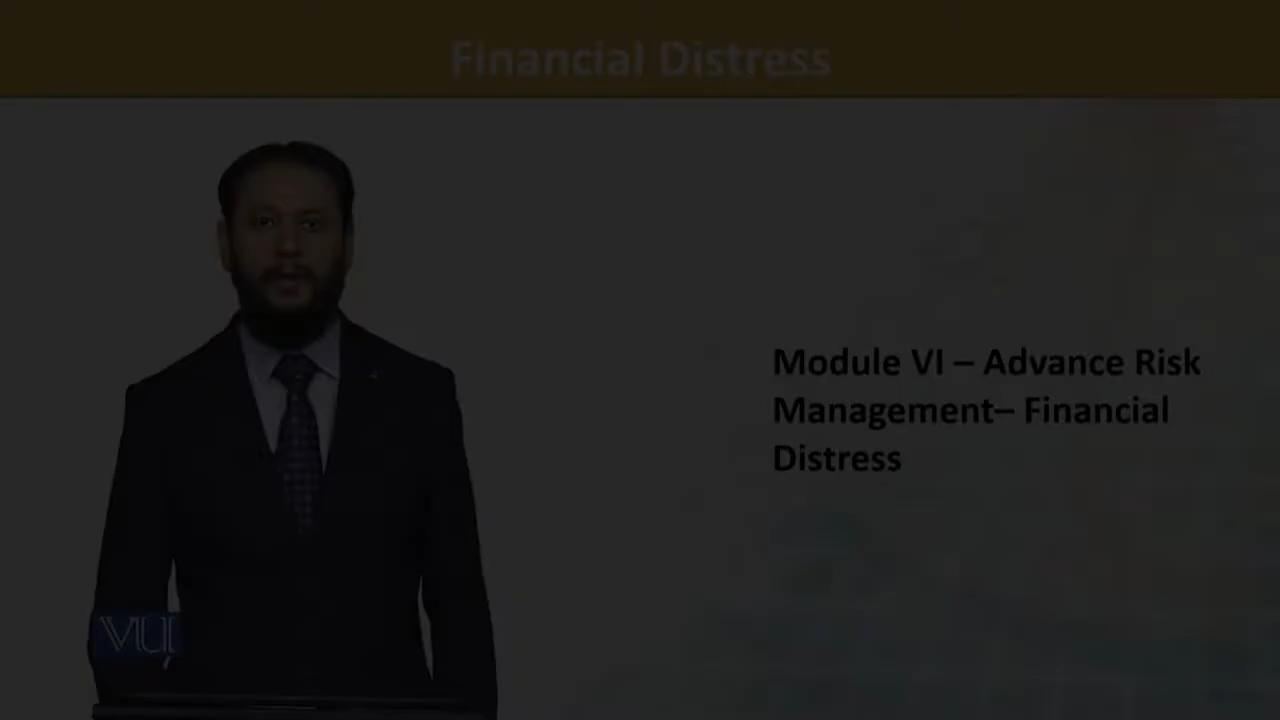 Financial Distress
Module VI – Advance Risk
Management– Financial
Distress
VU